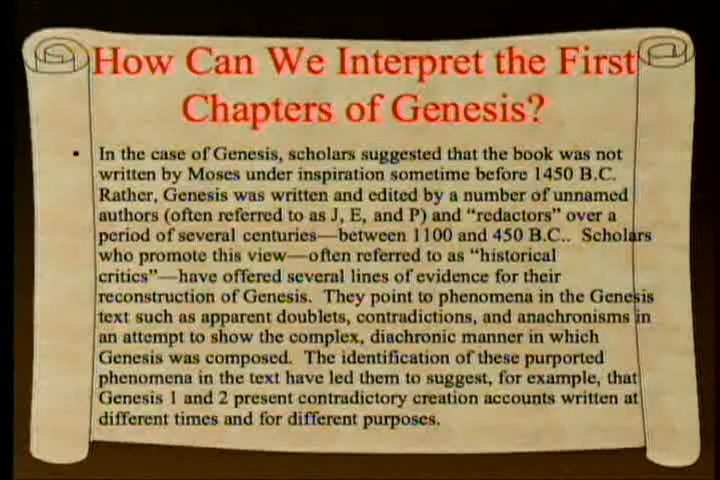 How Can We Interpret the First
Chapters of Genesis?
• In the case of Genesis, scholars suggested that the book was not
written by Moses under inspiration sometime before 1450 B.C.
Rather, Genesis was written and edited by a number of unnamed
authors (often referred to as J, E, and P) and “redactors” over a
period of several centuries—between 1100 and 450 B.C.. Scholars
who promote this view—often referred to as “historical
critics”—have offered several lines of evidence for their
reconstruction of Genesis. They point to phenomena in the Genesis
text such as apparent doublets, contradictions, and anachronisms in
an attempt to show the complex, diachronic manner in which
Genesis was composed. The identification of these purported
phenomena in the text have led them to suggest, for example, that
Genesis 1 and 2 present contradictory creation accounts written at
different times and for different purposes.